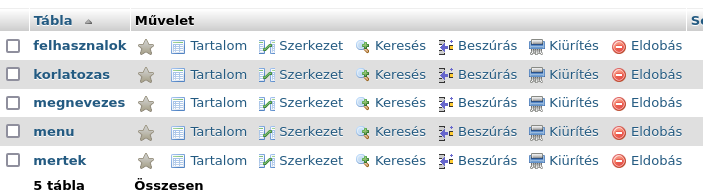 Tábla Művelet
felhasznalok Tartalom Szerkezet Keresés Beszúrás Kiürítés Eldobás
korlatozas Tartalom Szerkezet Keresés Beszúrás Kiürítés Eldobás
megnevezes Tartalom Szerkezet Keresés Beszúrás Kiürítés Eldobás
menu Tartalom Szerkezet Keresés Beszúrás Kiürítés Eldobás
mertek Tartalom Szerkezet Keresés Beszúrás Kiürítés Eldobás
5 tábla Összesen